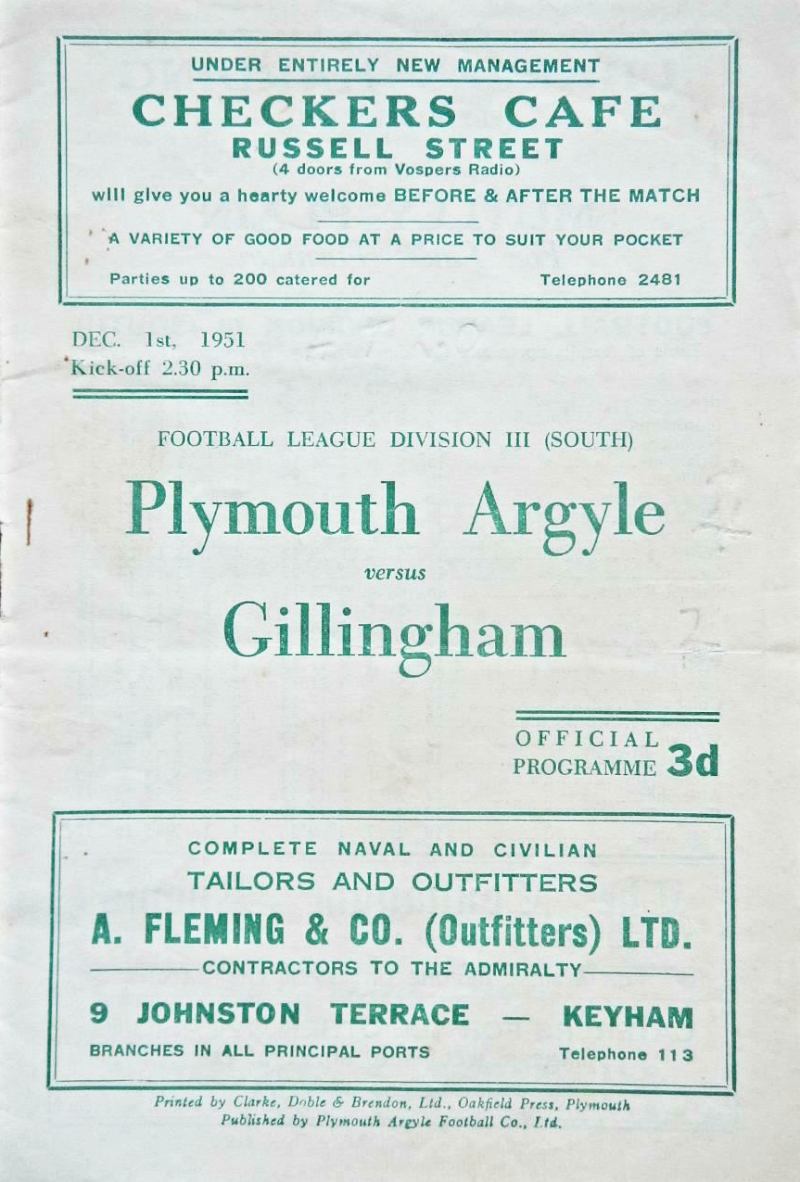 UNDER ENTIRELY NEW MANAGEMENT
CHECKERS CAFE
RUSSELL STREET
(4 doors from Vospers Radio)
will give you a hearty welcome BEFORE & AFTER THE MATCH
A VARIETY OF GOOD FOOD AT A PRICE TO SUIT YOUR POCKET
Parties up to 200 catered for Telephone 2481
DEC. 1st, 1951
Kick-off 2.30 p.m.
FOOTBALL LEAGUE DIVISION III (SOUTH)
Plymouth Argyle
versus
Gillingham
OFFICIAL
PROGRAMME 3d
COMPLETE NAVAL AND CIVILIAN
TAILORS AND OUTFITTERS
A. FLEMING & CO. (Outfitters) LTD.
CONTRACTORS TO THE ADMIRALTY
9 JOHNSTON TERRACE — KEYHAM
BRANCHES IN ALL PRINCIPAL PORTS Telephone 113
Printed by Clarke, Doble & Brendon, Ltd., Oakfield Press, Plymouth
Published by Plymouth Argyle Football Co., Ltd.